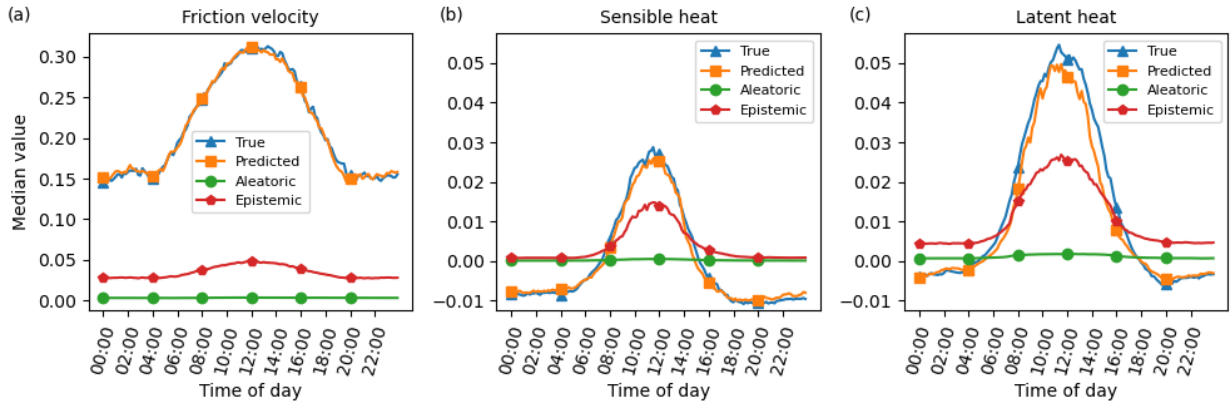 (a)
Friction velocity
Median value
0.30
0.25
0.20
0.15
0.10
0.05
0.00
True
Predicted
Aleatoric
Epistemic
00:00
02:00
04:00
06:00
08:00
10:00
12:00
14:00
16:00
18:00
20:00
22:00
Time of day
(b)
Sensible heat
0.05
0.04
0.03
0.02
0.01
0.00
−0.01
True
Predicted
Aleatoric
Epistemic
00:00
02:00
04:00
06:00
08:00
10:00
12:00
14:00
16:00
18:00
20:00
22:00
Time of day
(c)
Latent heat
0.05
0.04
0.03
0.02
0.01
0.00
−0.01
True
Predicted
Aleatoric
Epistemic
00:00
02:00
04:00
06:00
08:00
10:00
12:00
14:00
16:00
18:00
20:00
22:00
Time of day